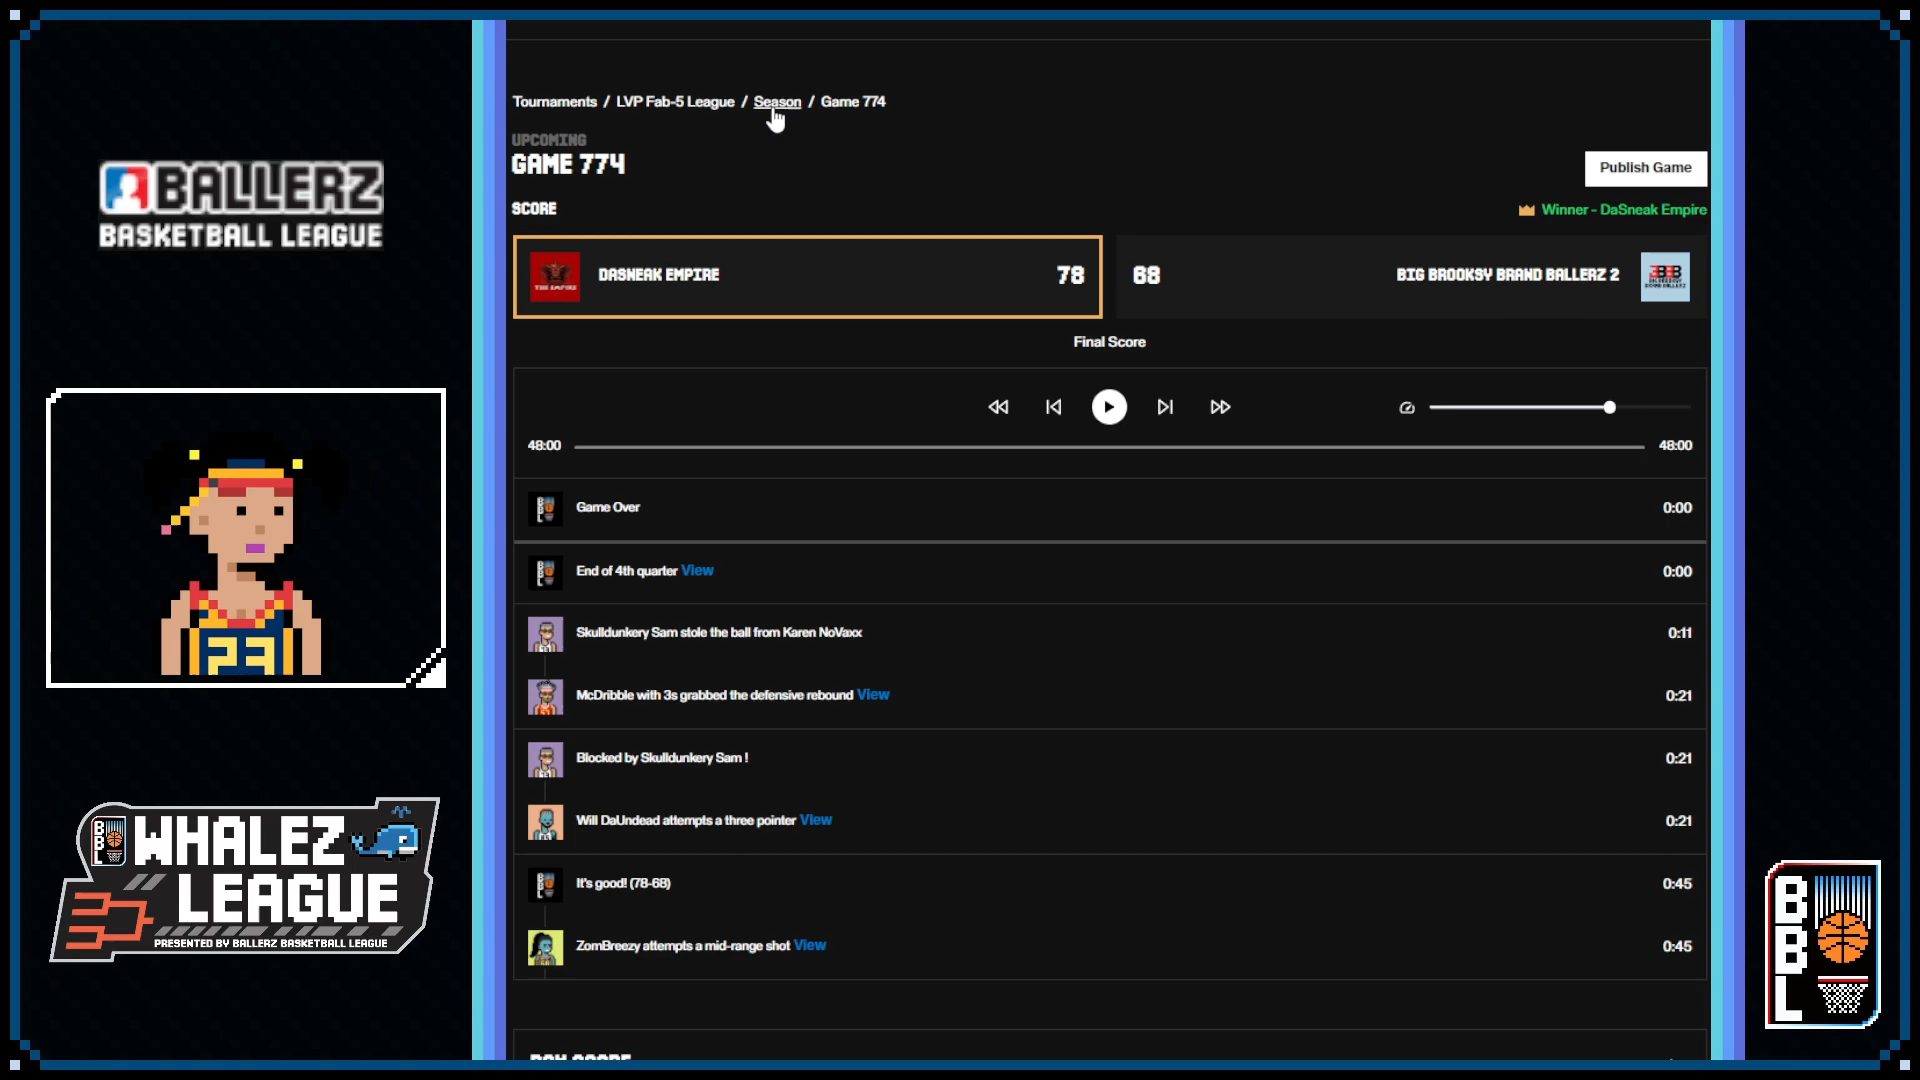 Tournaments / LVP Fab-5 League / Season / Game 774
UPCOMING
GAME 774
Publish Game
SCORE
Winner - DaSneak Empire
THE EMPIRE
DASNEAK EMPIRE
78
68
BIG BROOKSY BRAND BALLERZ 2
BBB
Final Score
48:00
48:00
Game Over
0:00
End of 4th quarter View
0:00
Skulldunkery Sam stole the ball from Karen NoVaxx
0:11
McDribble with 3s grabbed the defensive rebound View
0:21
Blocked by Skulldunkery Sam !
0:21
Will DaUndead attempts a three pointer View
0:21
It's good! (78-68)
0:45
ZomBreezy attempts a mid-range shot View
0:45
BALLERZ
BASKETBALL LEAGUE
23
BBL
WHALEZ
LEAGUE
PRESENTED BY BALLERZ BASKETBALL LEAGUE
BBL